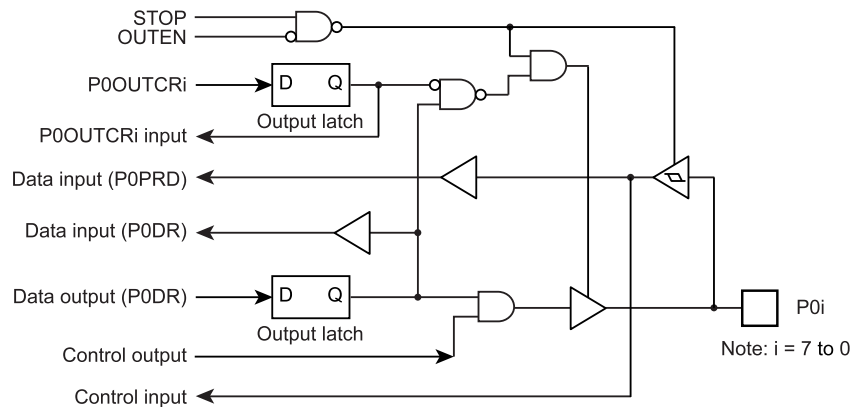 STOP
OUTEN
P0OUTCRi
D Q
Output latch
P0OUTCRi input
Data input (P0PRD)
Data input (P0DR)
Data output (P0DR)
D Q
Output latch
P0i
Control output
Note: i = 7 to 0
Control input